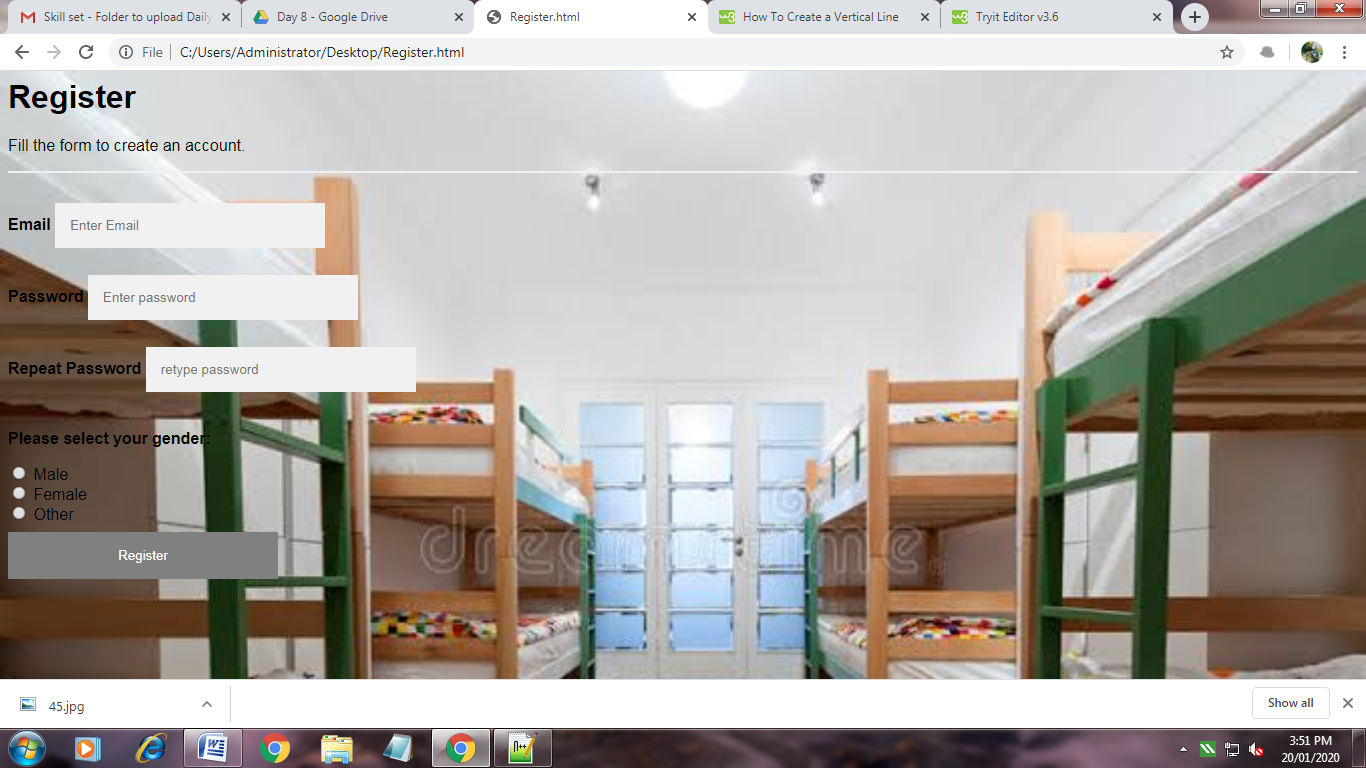 Skill set - Folder to upload Daily
Day 8 - Google Drive
Register.html
How To Create a Vertical Line
Tryit Editor v3.6
File
C:/Users/Administrator/Desktop/Register.html
Register
Fill the form to create an account.
Email Enter Email
Password Enter password
Repeat Password retype password
Please select your gender:
Male
Female
Other
Register
dreamstime
45.jpg
Show all
3:51 PM
20/01/2020